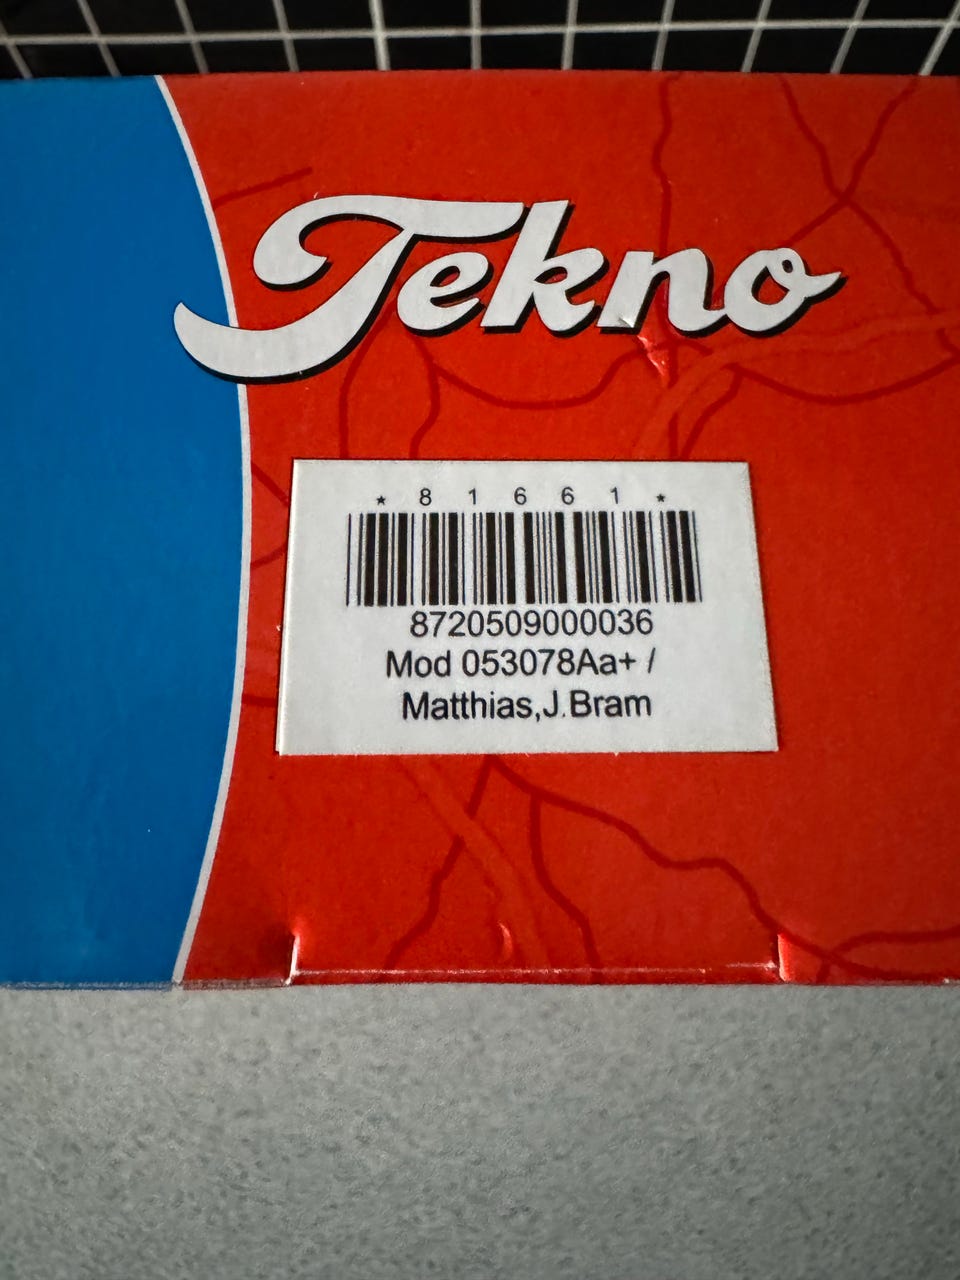 Tekno
* 8 1 6 6 1 *
8720509000036
Mod 053078Aa+ /
Matthias,J.Bram